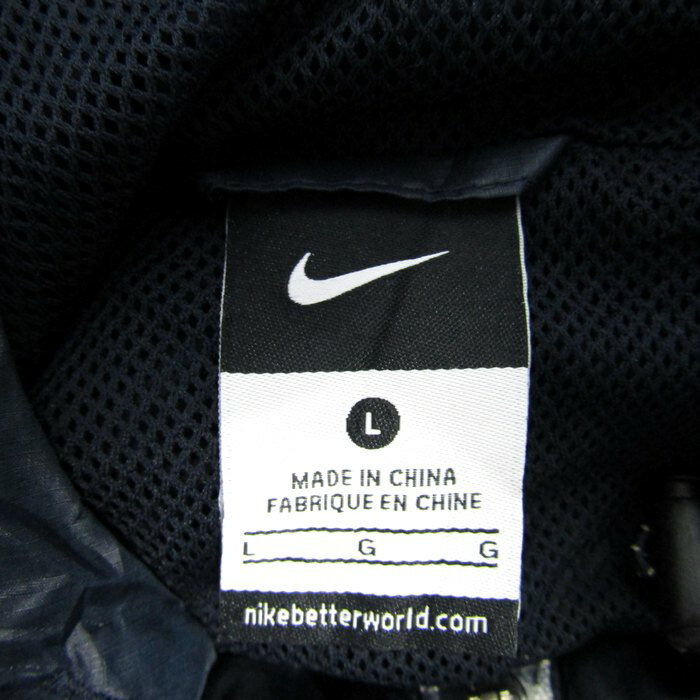 L
MADE IN CHINA
FABRIQUE EN CHINE
L G G
nikebetterworld.com